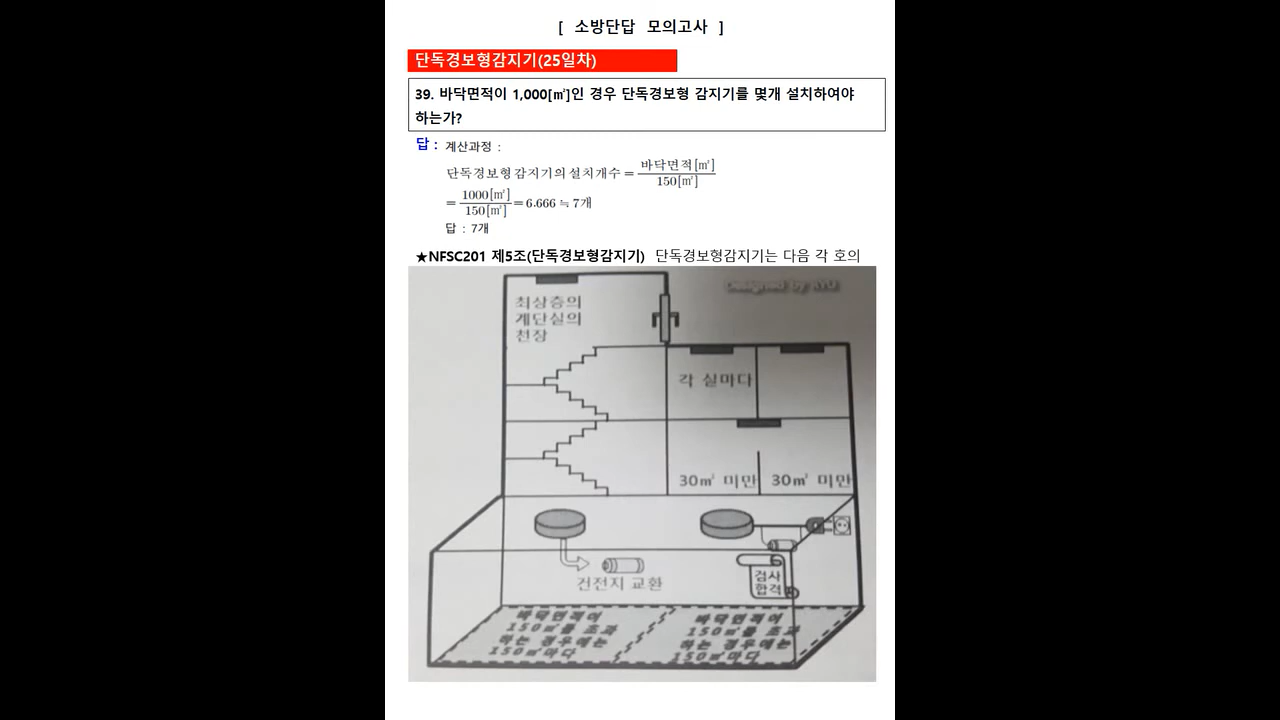 [ 소방단답 모의고사 ]
단독경보형감지기(25일차)
39. 바닥면적이 1,000[㎡]인 경우 단독경보형 감지기를 몇개 설치하여야
하는가?
답 : 계산과정 :
단독경보형감지기의설치개수 = 바닥면적[㎡] / 150[㎡]
= 1000[㎡] / 150[㎡] = 6.666 ≒ 7개
답 : 7개
★NFSC201 제5조(단독경보형감지기) 단독경보형감지기는 다음 각 호의
Designed by RYU
최상층의
계단실의
천장
각 실마다
30㎡ 미만 30㎡ 미만
건전지 교환
검사
합격
바닥면적이
150㎡를 초과
하는 경우에는
150㎡마다
바닥면적이
150㎡를 초과
하는 경우에는
150㎡마다